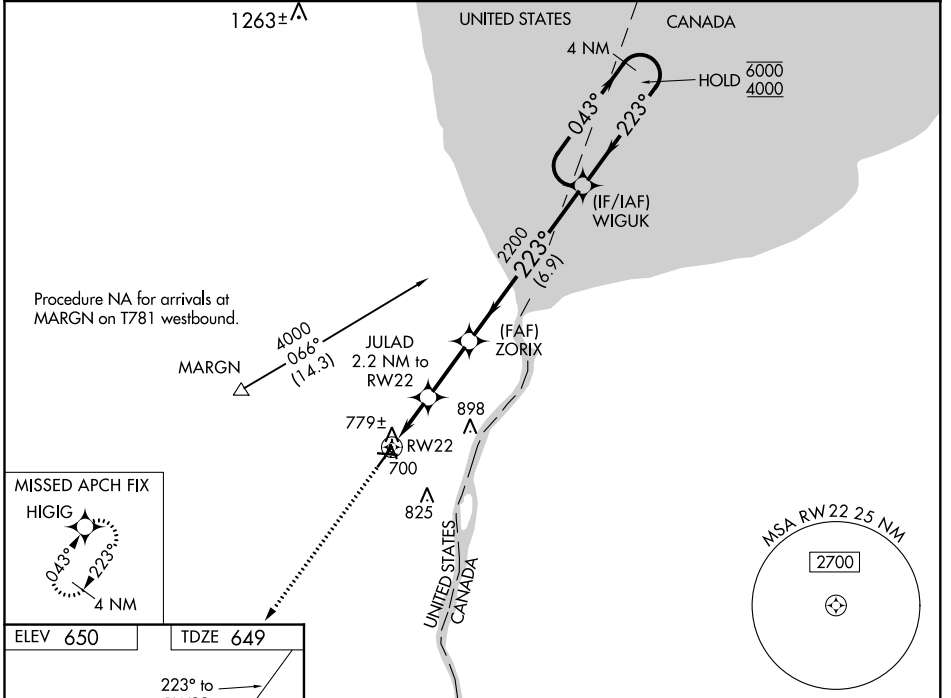 1263±
UNITED STATES
CANADA
4 NM
HOLD 6000
4000
043°
223°
(IF/IAF)
WIGUK
2200
223°
(6.9)
Procedure NA for arrivals at
MARGN on T781 westbound.
4000
066°
(14.3)
MARGN
JULAD
2.2 NM to
RW22
(FAF)
ZORIX
779±
RW22
700
898
825
UNITED STATES
CANADA
MISSED APCH FIX
HIGIG
043°
223°
4 NM
MSA RW 22 25 NM
2700
ELEV 650
TDZE 649
223° to